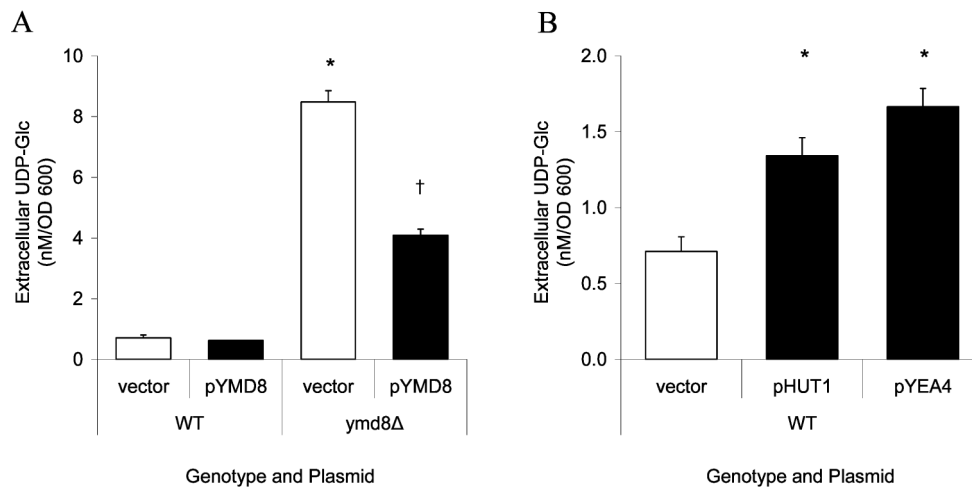 A
Extracellular UDP-Glc
(nM/OD 600)
10
8
6
4
2
0
*
†
vector
pYMD8
vector
pYMD8
WT
ymd8Δ
Genotype and Plasmid
B
Extracellular UDP-Glc
(nM/OD 600)
2.0
1.5
1.0
0.5
0.0
*
*
vector
pHUT1
pYEA4
WT
Genotype and Plasmid